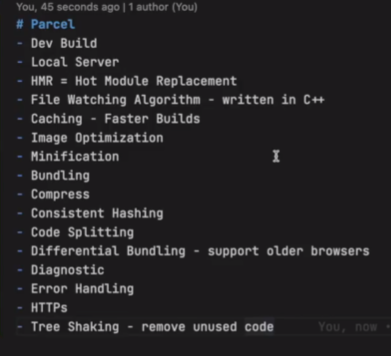 You, 45 seconds ago | 1 author (You)
# Parcel
- Dev Build
- Local Server
- HMR = Hot Module Replacement
- File Watching Algorithm - written in C++
- Caching - Faster Builds
- Image Optimization
- Minification
- Bundling
- Compress
- Consistent Hashing
- Code Splitting
- Differential Bundling - support older browsers
- Diagnostic
- Error Handling
- HTTPs
- Tree Shaking - remove unused code You, now •